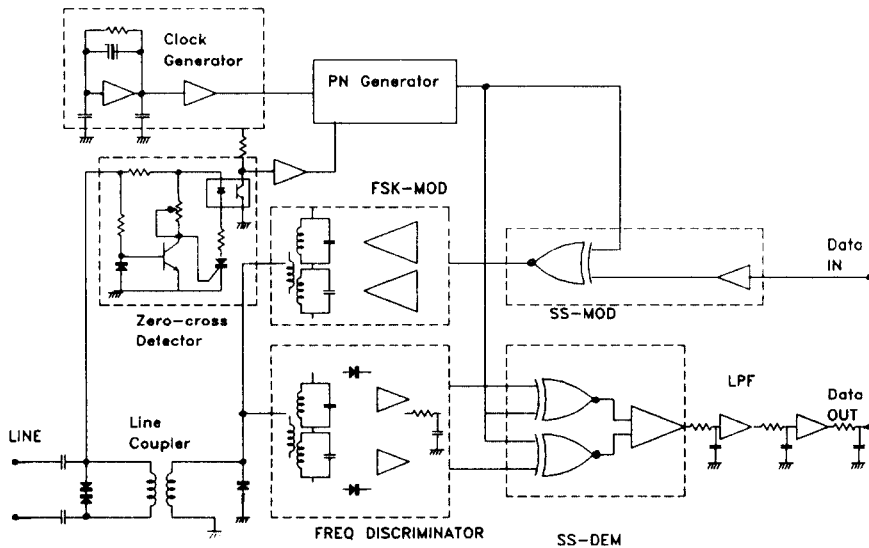 Clock
Generator
PN Generator
FSK-MOD
Data
IN
SS-MOD
Zero-cross
Detector
LPF
Data
OUT
Line
Coupler
LINE
FREQ DISCRIMINATOR
SS-DEM